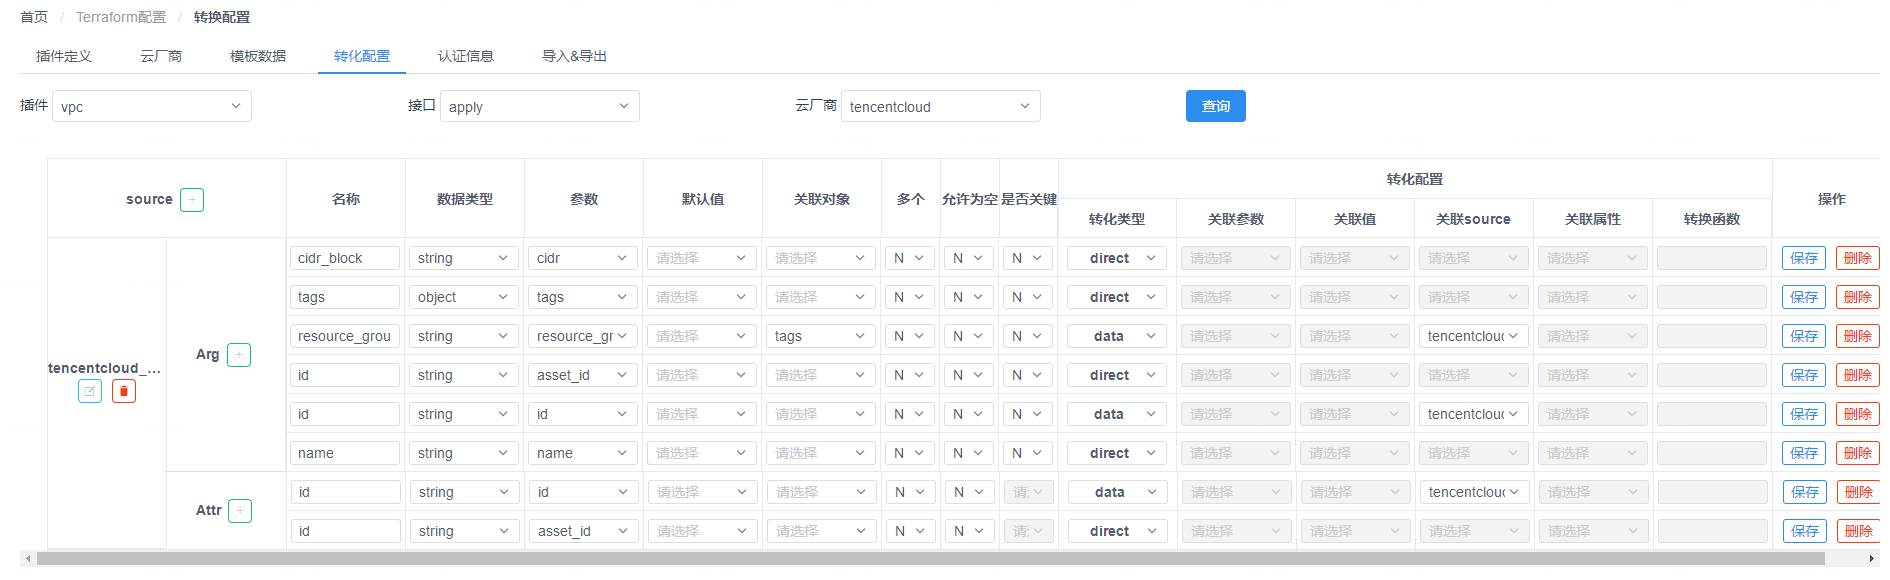 首页 / Terraform配置 / 转换配置
插件定义 云厂商 模板数据 转化配置 认证信息 导入&导出
插件 vpc 接口 apply 云厂商 tencentcloud 查询
source + 名称 数据类型 参数 默认值 关联对象 多个 允许为空 是否关键 转化配置 操作
转化类型 关联参数 关联值 关联source 关联属性 转换函数
cidr_block string cidr 请选择 请选择 N N N direct 请选择 请选择 请选择 请选择 保存 删除
tags object tags 请选择 请选择 N N N direct 请选择 请选择 请选择 请选择 保存 删除
resource_grou string resource_gr 请选择 tags N N N data 请选择 请选择 tencentcloud 请选择 保存 删除
tencentcloud_... Arg + id string asset_id 请选择 请选择 N N N direct 请选择 请选择 请选择 请选择 保存 删除
id string id 请选择 请选择 N N N data 请选择 请选择 tencentcloud 请选择 保存 删除
name string name 请选择 请选择 N N N direct 请选择 请选择 请选择 请选择 保存 删除
Attr + id string id 请选择 请选择 N N 请 data 请选择 请选择 tencentcloud 请选择 保存 删除
id string asset_id 请选择 请选择 N N 请 direct 请选择 请选择 请选择 请选择 保存 删除